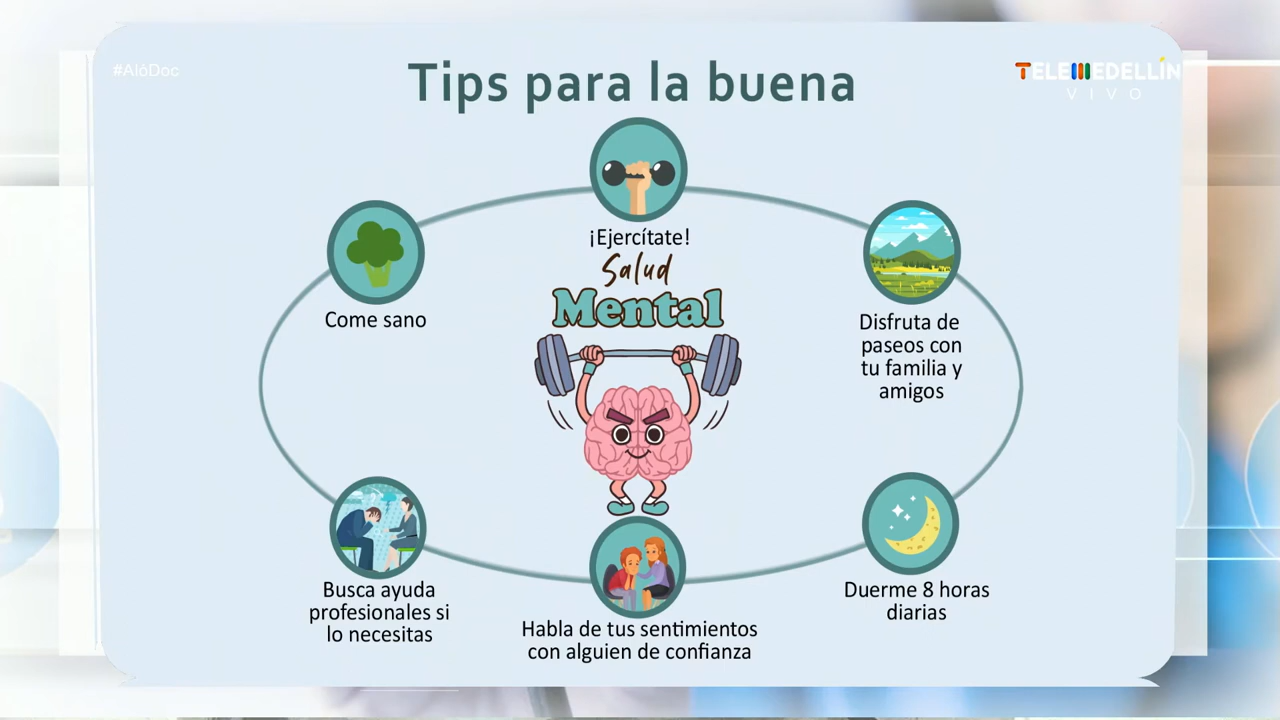 #AlóDoc
TELEMEDELLÍN
VIVO
Tips para la buena
¡Ejercítate!
Salud
Mental
Come sano
Disfruta de
paseos con
tu familia y
amigos
Busca ayuda
profesionales si
lo necesitas
Habla de tus sentimientos
con alguien de confianza
Duerme 8 horas
diarias